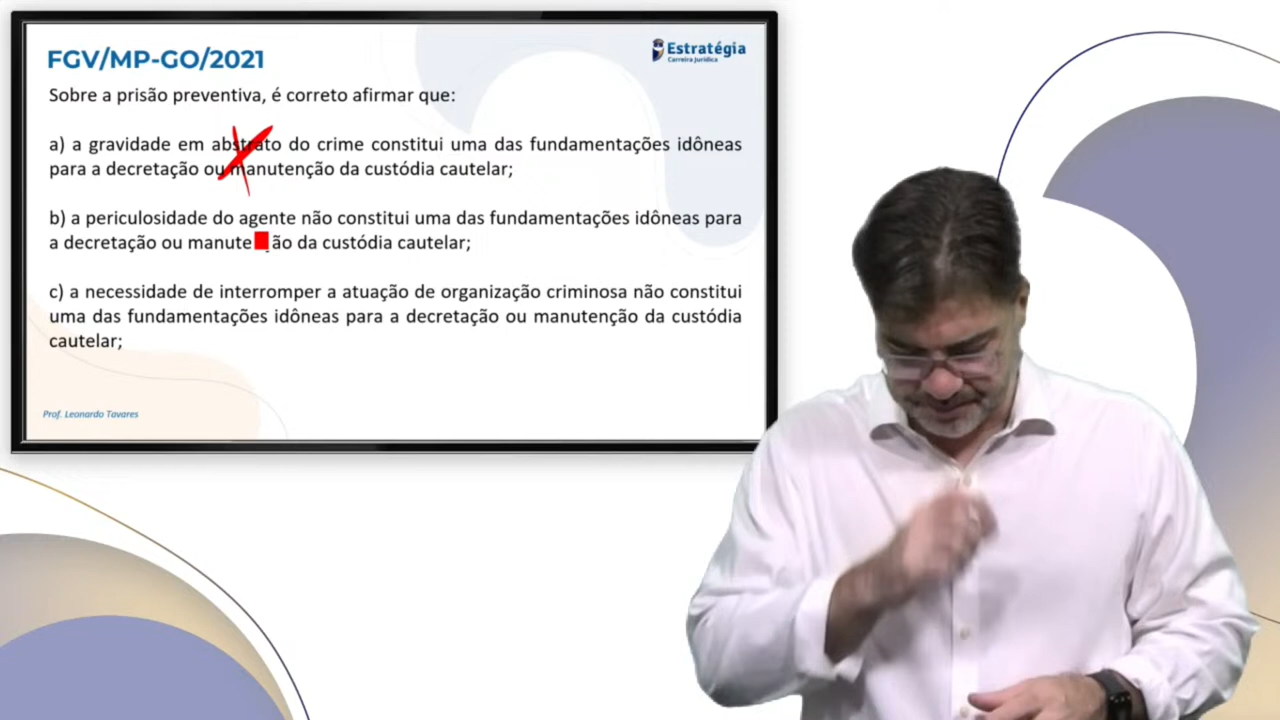 FGV/MP-GO/2021
Estratégia
Carreira Jurídica
Sobre a prisão preventiva, é correto afirmar que:
a) a gravidade em abstrato do crime constitui uma das fundamentações idôneas
para a decretação ou manutenção da custódia cautelar;
b) a periculosidade do agente não constitui uma das fundamentações idôneas para
a decretação ou manute ão da custódia cautelar;
c) a necessidade de interromper a atuação de organização criminosa não constitui
uma das fundamentações idôneas para a decretação ou manutenção da custódia
cautelar;
Prof. Leonardo Tavares